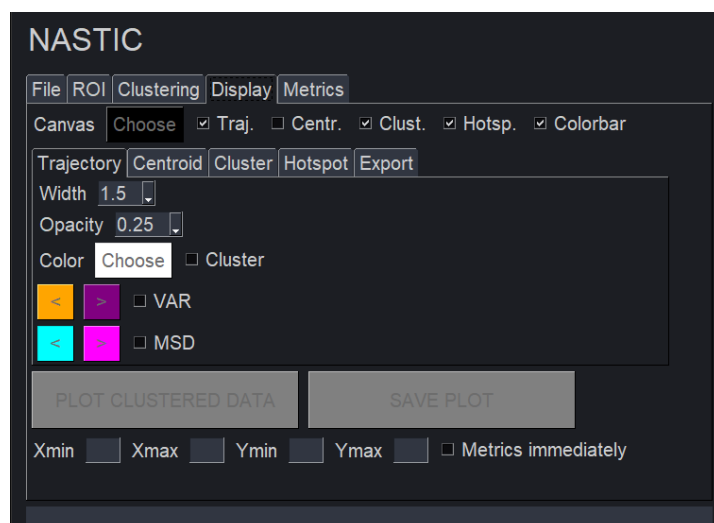 NASTIC
File ROI Clustering Display Metrics
Canvas Choose Traj. Centr. Clust. Hotsp. Colorbar
Trajectory Centroid Cluster Hotspot Export
Width 1.5
Opacity 0.25
Color Choose Cluster
< > VAR
< > MSD
PLOT CLUSTERED DATA SAVE PLOT
Xmin Xmax Ymin Ymax Metrics immediately